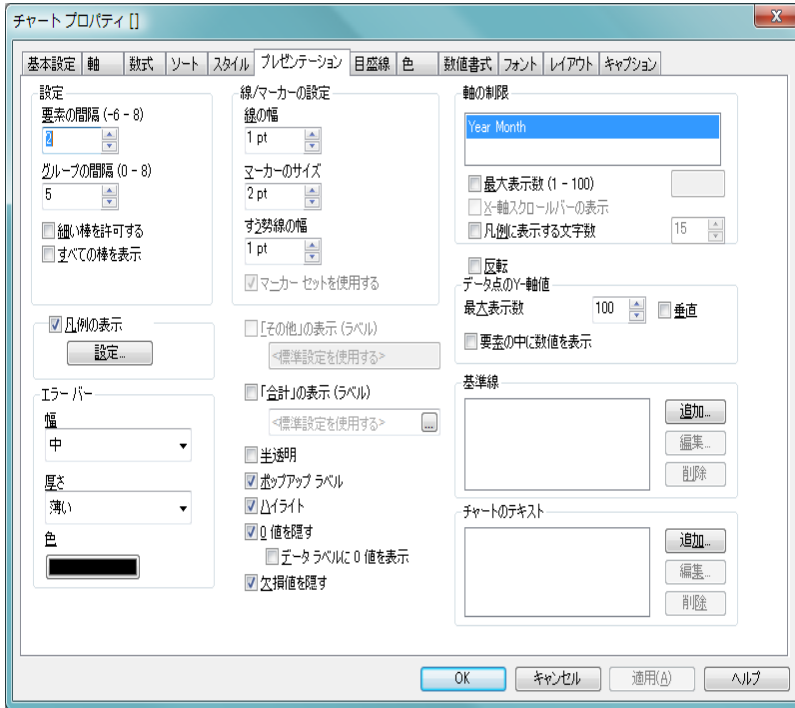 チャート プロパティ []
基本設定 軸 数式 ソート スタイル プレゼンテーション 目盛線 色 数値書式 フォント レイアウト キャプション
設定
要素の間隔 (-6 - 8)
2
グループの間隔 (0 - 8)
5
細い棒を許可する
すべての棒を表示
凡例の表示
設定...
エラー バー
幅
中
厚さ
薄い
色
線/マーカーの設定
線の幅
1 pt
マーカーのサイズ
2 pt
すう勢線の幅
1 pt
マーカー セットを使用する
「その他」の表示 (ラベル)
<標準設定を使用する>
「合計」の表示 (ラベル)
<標準設定を使用する> ...
半透明
ポップアップ ラベル
ハイライト
0 値を隠す
データ ラベルに 0 値を表示
欠損値を隠す
軸の制限
Year Month
最大表示数 (1 - 100)
X-軸スクロールバーの表示
凡例に表示する文字数 15
反転
データ点のY-軸値
最大表示数 100 垂直
要素の中に数値を表示
基準線
追加...
編集...
削除
チャートのテキスト
追加...
編集...
削除
OK キャンセル 適用(A) ヘルプ